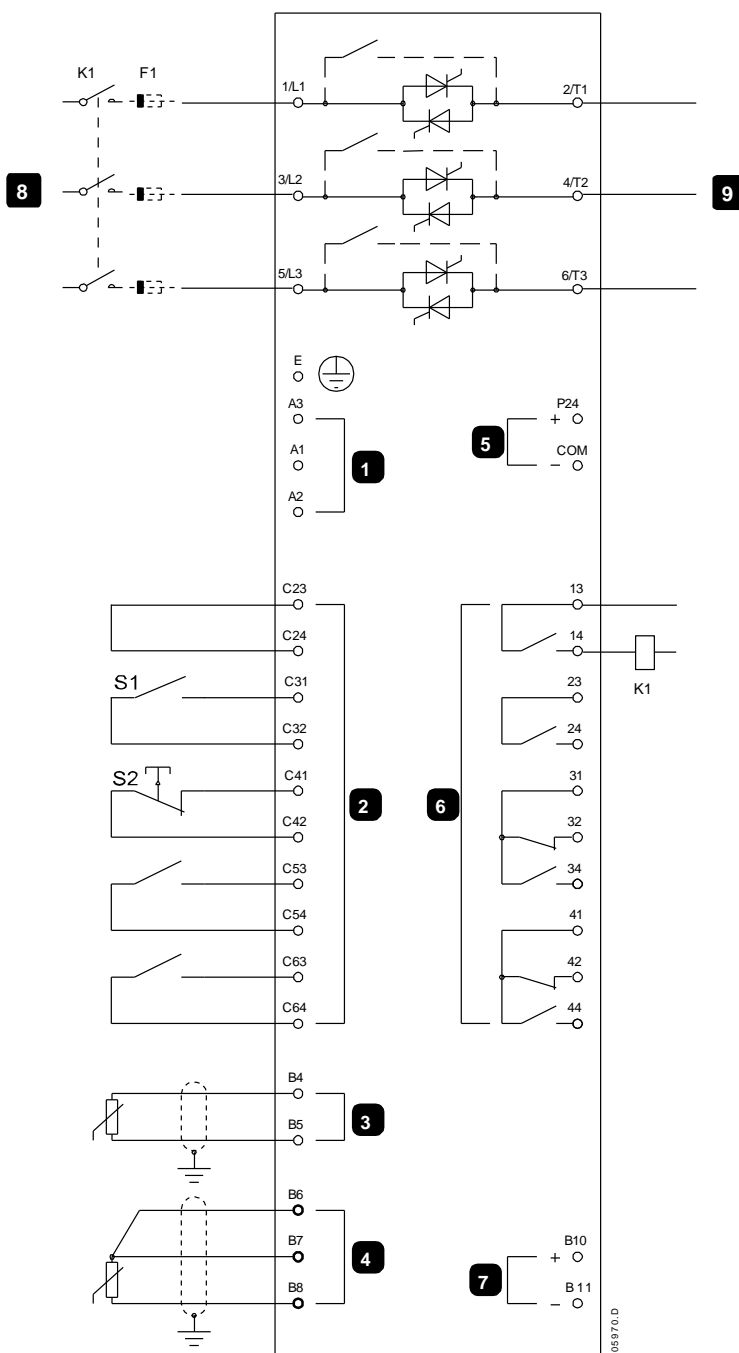 K1 F1
1/L1 2/T1
8 3/L2 4/T2 9
5/L3 6/T3
E
A3 P24
+
5
A1 COM
1 −
A2
C23 13
C24 14
S1 C31 23 K1
C32 24
S2 C41 31
2 6
C42 32
C53 34
C54 41
C63 42
C64 44
B4
3
B5
B6
B7 B10
4 +
7
B8 B 11
−
05970.D